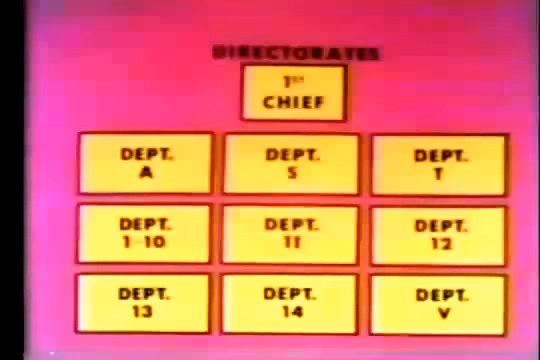 DIRECTORATES
1ST
CHIEF
DEPT.
A
DEPT.
S
DEPT.
T
DEPT.
1-10
DEPT.
11
DEPT.
12
DEPT.
13
DEPT.
14
DEPT.
V